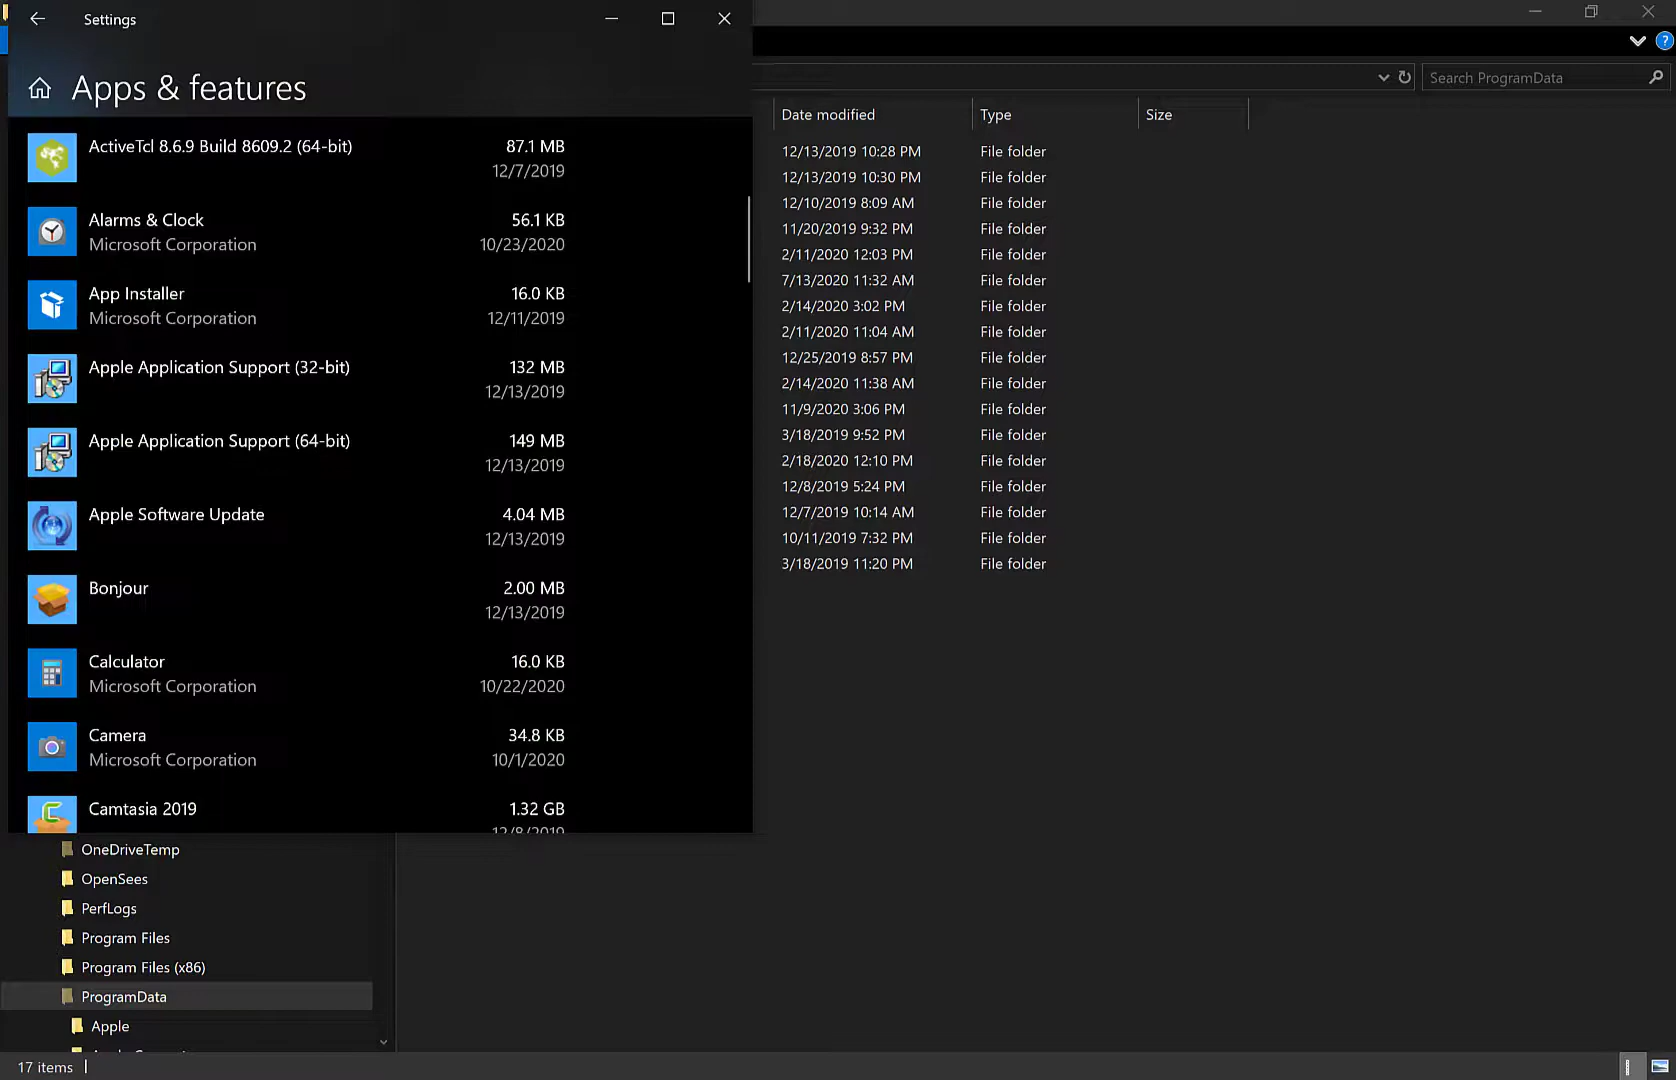 Settings
Apps & features
ActiveTcl 8.6.9 Build 8609.2 (64-bit)
87.1 MB
12/7/2019
Alarms & Clock
56.1 KB
Microsoft Corporation
10/23/2020
App Installer
16.0 KB
Microsoft Corporation
12/11/2019
Apple Application Support (32-bit)
132 MB
12/13/2019
Apple Application Support (64-bit)
149 MB
12/13/2019
Apple Software Update
4.04 MB
12/13/2019
Bonjour
2.00 MB
12/13/2019
Calculator
16.0 KB
Microsoft Corporation
10/22/2020
Camera
34.8 KB
Microsoft Corporation
10/1/2020
Camtasia 2019
1.32 GB
12/8/2019
?
Search ProgramData
Date modified
Type
Size
12/13/2019 10:28 PM
File folder
12/13/2019 10:30 PM
File folder
12/10/2019 8:09 AM
File folder
11/20/2019 9:32 PM
File folder
2/11/2020 12:03 PM
File folder
7/13/2020 11:32 AM
File folder
2/14/2020 3:02 PM
File folder
2/11/2020 11:04 AM
File folder
12/25/2019 8:57 PM
File folder
2/14/2020 11:38 AM
File folder
11/9/2020 3:06 PM
File folder
3/18/2019 9:52 PM
File folder
2/18/2020 12:10 PM
File folder
12/8/2019 5:24 PM
File folder
12/7/2019 10:14 AM
File folder
10/11/2019 7:32 PM
File folder
3/18/2019 11:20 PM
File folder
OneDriveTemp
OpenSees
PerfLogs
Program Files
Program Files (x86)
ProgramData
Apple
17 items